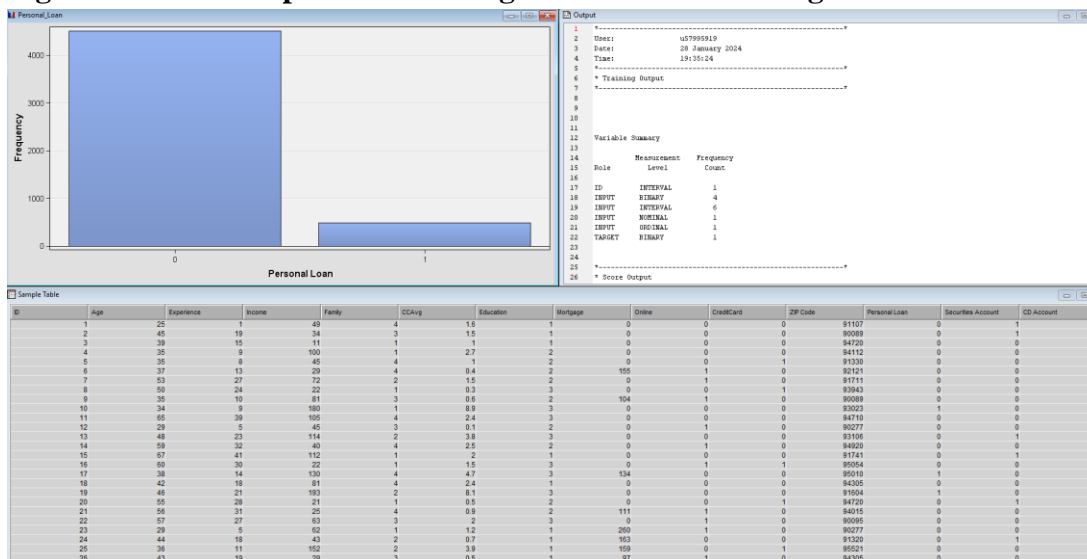 Personal_Loan
4000
3000
2000
1000
0
Frequency
0
1
Personal Loan
Output
1 *------------------------------------------------------------*
2 User: u57995919
3 Date: 28 January 2024
4 Time: 19:35:24
5 *------------------------------------------------------------*
6 * Training Output
7 *------------------------------------------------------------*
8
9
10
11
12 Variable Summary
13
14 Measurement Frequency
15 Role Level Count
16
17 ID INTERVAL 1
18 INPUT BINARY 4
19 INPUT INTERVAL 6
20 INPUT NOMINAL 1
21 INPUT ORDINAL 1
22 TARGET BINARY 1
23
24
25 *------------------------------------------------------------*
26 * Score Output
Sample Table
ID Age Experience Income Family CCAvg Education Mortgage Online CreditCard ZIP Code Personal Loan Securities Account CD Account
1 25 1 49 4 1.6 1 0 0 0 91107 0 1
2 45 19 34 3 1.5 1 0 0 0 90089 0 1
3 39 15 11 1 1 1 0 0 0 94720 0 0
4 35 9 100 1 2.7 2 0 0 0 94112 0 0
5 35 8 45 4 1 2 0 0 1 91330 0 0
6 37 13 29 4 0.4 2 155 1 0 92121 0 0
7 53 27 72 2 1.5 2 0 1 0 91711 0 0
8 50 24 22 1 0.3 3 0 0 1 93943 0 0
9 35 10 81 3 0.6 2 104 1 0 90089 0 0
10 34 9 180 1 8.9 3 0 0 0 93023 1 0
11 65 39 105 4 2.4 3 0 0 0 94710 0 0
12 29 5 45 3 0.1 2 0 1 0 90277 0 0
13 48 23 114 2 3.8 3 0 0 0 93106 0 1
14 59 32 40 4 2.5 2 0 1 0 94920 0 0
15 67 41 112 1 2 1 0 0 0 91741 0 1
16 60 30 22 1 1.5 3 0 1 1 95054 0 0
17 38 14 130 4 4.7 3 134 0 0 95010 1 0
18 42 18 81 4 2.4 1 0 0 0 94305 0 0
19 46 21 193 2 8.1 3 0 0 0 91604 1 0
20 55 28 21 1 0.5 2 0 0 1 94720 0 1
21 56 31 25 4 0.9 2 111 1 0 94015 0 0
22 57 27 63 3 2 3 0 1 0 90095 0 0
23 29 5 62 1 1.2 1 260 1 0 90277 0 0
24 44 18 43 2 0.7 1 163 0 0 91320 0 1
25 36 11 152 2 3.9 1 159 0 1 95521 0 0
26 43 19 29 3 0.5 1 97 1 0 94305 0 0